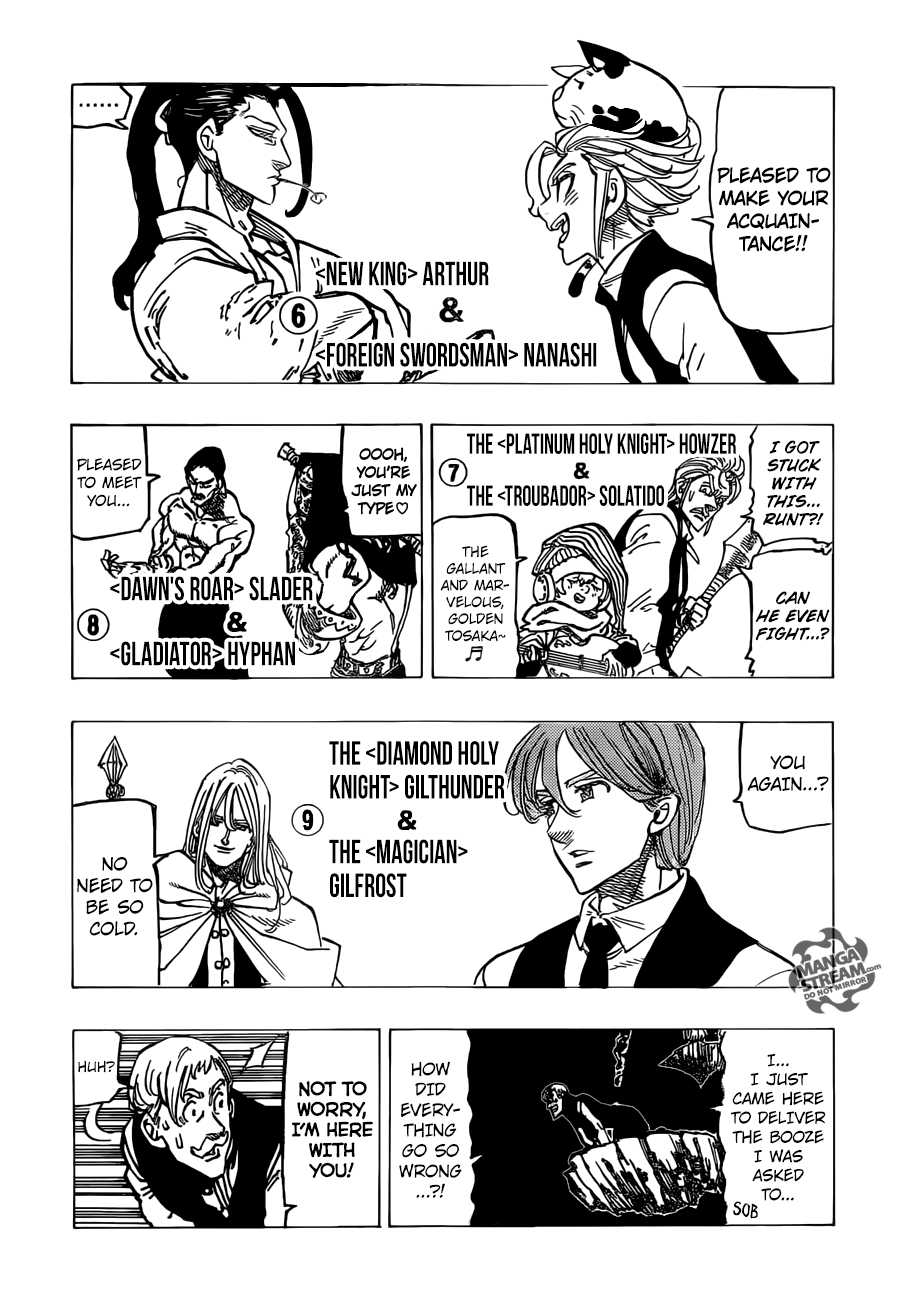 PLEASED TO
MAKE YOUR
ACQUAIN-
TANCE!!
......
<NEW KING> ARTHUR
6
&
<FOREIGN SWORDSMAN> NANASHI
I GOT
STUCK
WITH
THIS...
RUNT?!
CAN
HE EVEN
FIGHT...?
THE <PLATINUM HOLY KNIGHT> HOWZER
7
&
THE <TROUBADOR> SOLATIDO
THE
GALLANT
AND MAR-
VELOUS,
GOLDEN
TOSAKA~
♬
OOOH,
YOU'RE
JUST MY
TYPE♡
PLEASED
TO MEET
YOU...
<DAWN'S ROAR> SLADER
8
&
<GLADIATOR> HYPHAN
YOU
AGAIN...?
THE <DIAMOND HOLY
KNIGHT> GILTHUNDER
9
&
THE <MAGICIAN>
GILFROST
NO
NEED TO
BE SO
COLD.
MANGA
STREAM.com
DO NOT MIRROR
I...
I JUST
CAME HERE
TO DELIVER
THE BOOZE
I WAS
ASKED
TO...
SOB
HOW
DID
EVERY-
THING
GO SO
WRONG
...?!
NOT TO
WORRY,
I'M HERE
WITH
YOU!
HUH?